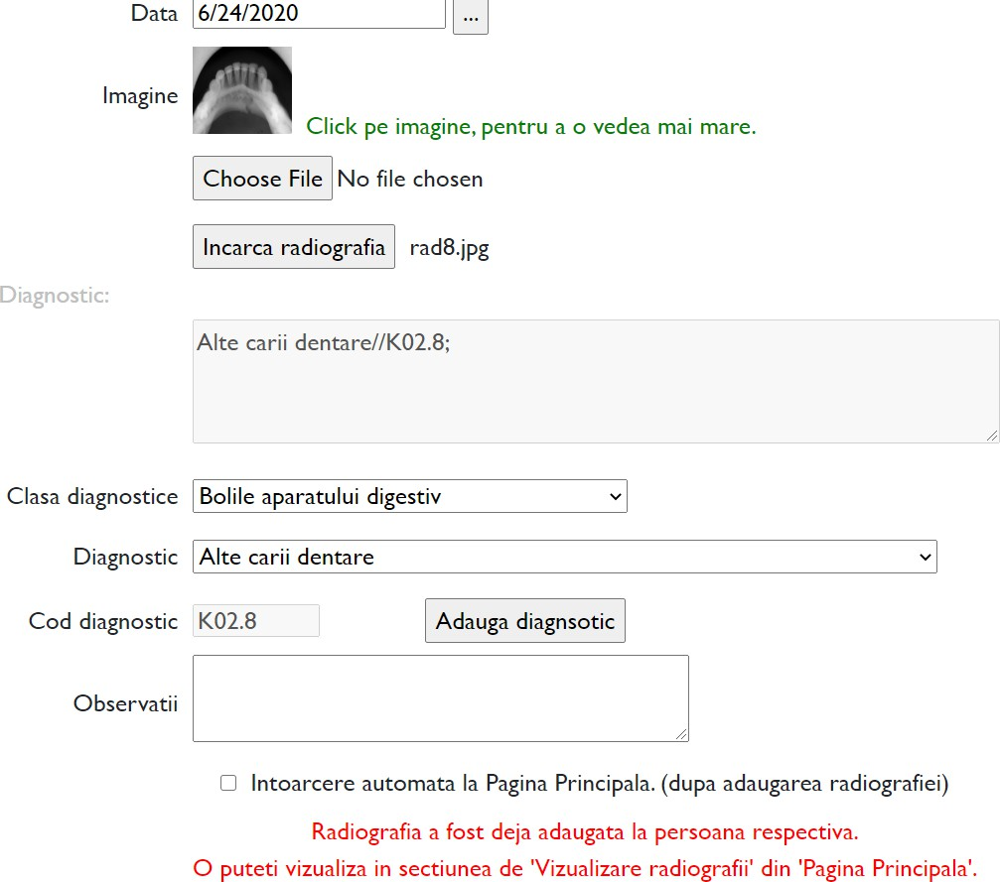 Data 6/24/2020 ...
Imagine
Click pe imagine, pentru a o vedea mai mare.
Choose File No file chosen
Incarca radiografia rad8.jpg
Diagnostic:
Alte carii dentare//K02.8;
Clasa diagnostice Bolile aparatului digestiv
Diagnostic Alte carii dentare
Cod diagnostic K02.8 Adauga diagnsotic
Observatii
Intoarcere automata la Pagina Principala. (dupa adaugarea radiografiei)
Radiografia a fost deja adaugata la persoana respectiva.
O puteti vizualiza in sectiunea de 'Vizualizare radiografii' din 'Pagina Principala'.